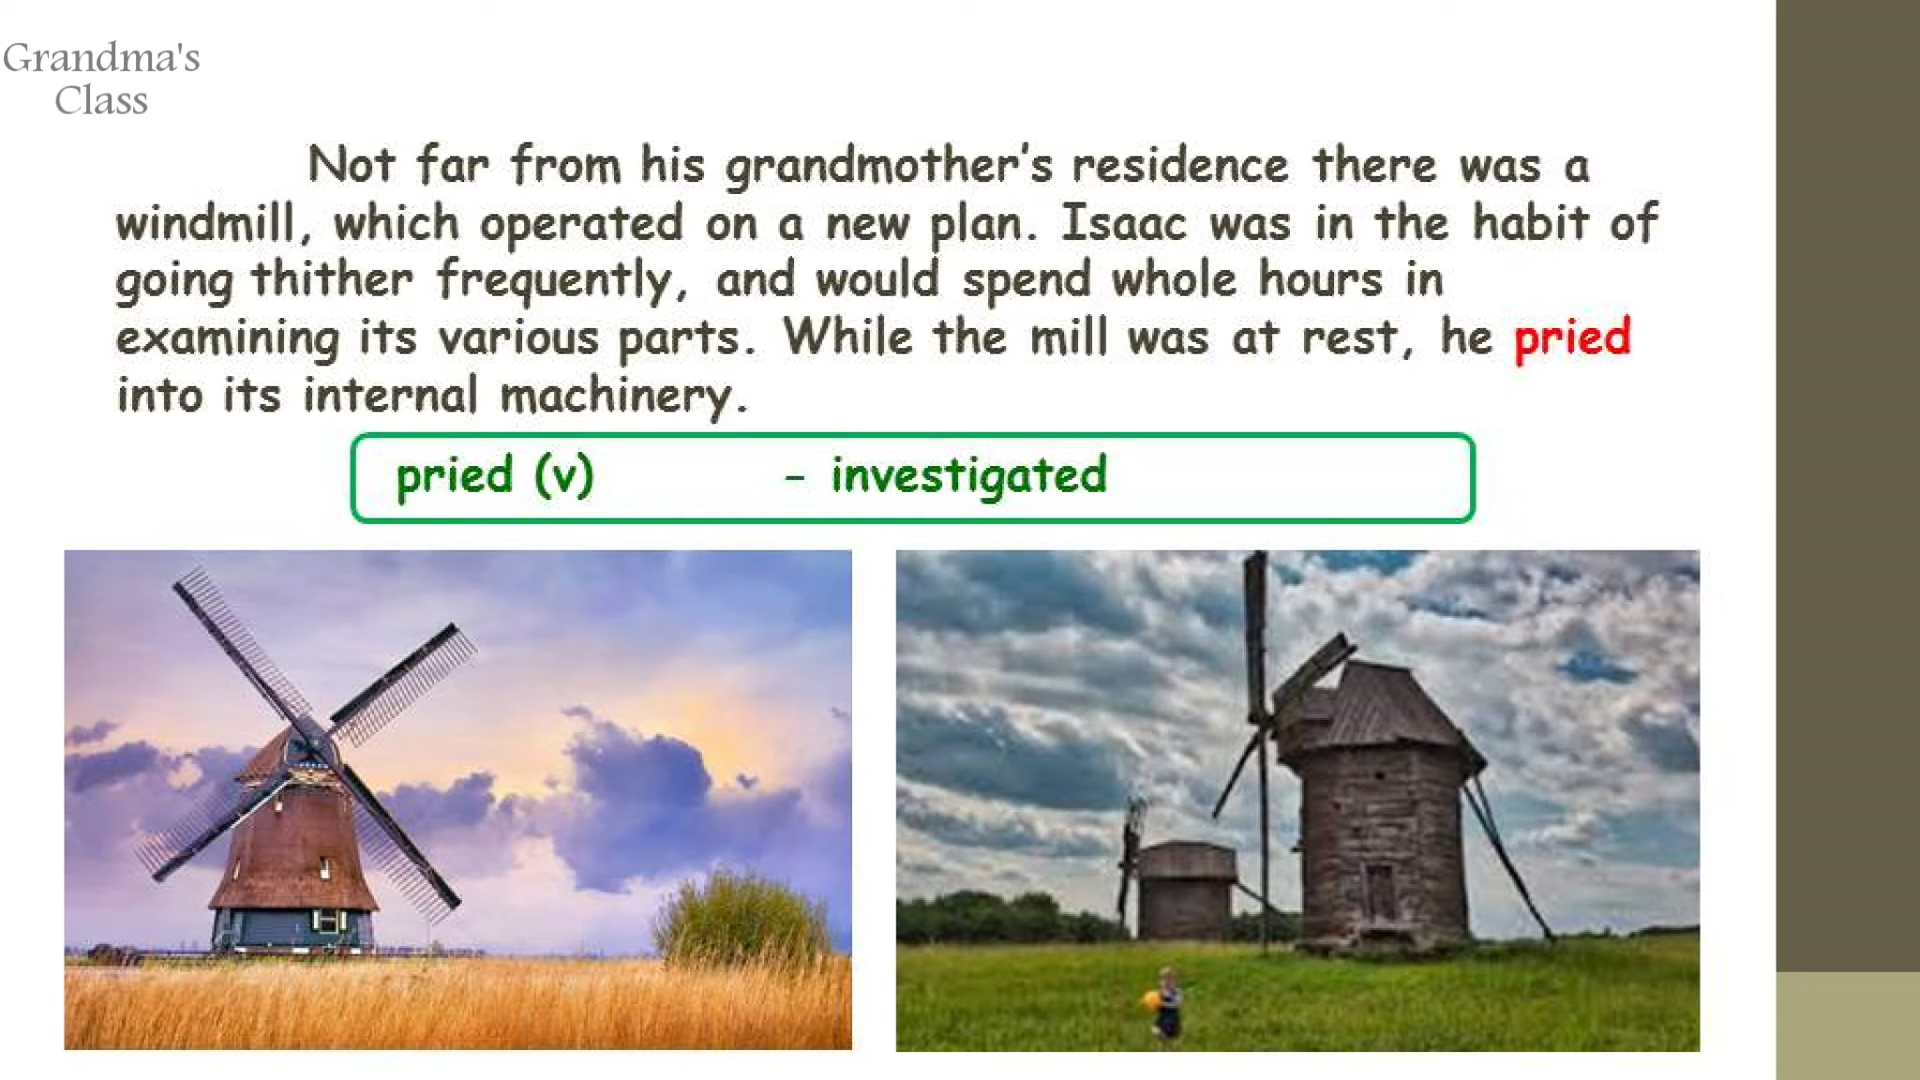 Grandma's
Class
Not far from his grandmother’s residence there was a
windmill, which operated on a new plan. Isaac was in the habit of
going thither frequently, and would spend whole hours in
examining its various parts. While the mill was at rest, he pried
into its internal machinery.
pried (v) - investigated